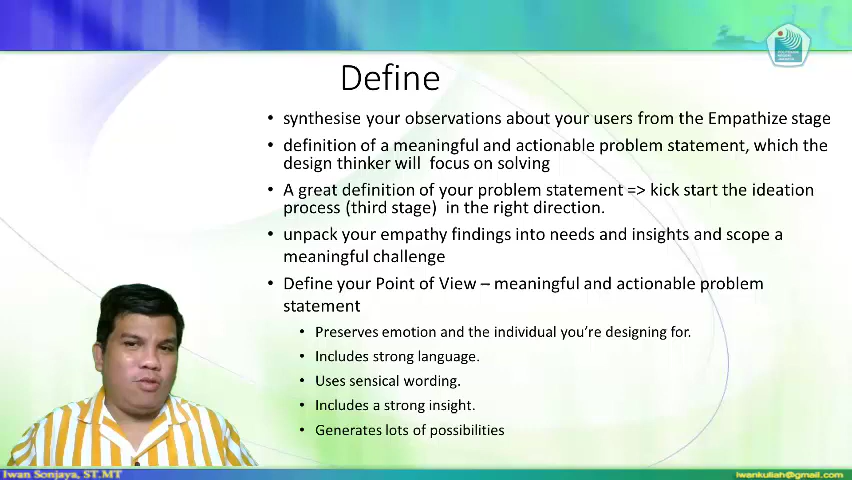 Define
• synthesise your observations about your users from the Empathize stage
• definition of a meaningful and actionable problem statement, which the
design thinker will focus on solving
• A great definition of your problem statement => kick start the ideation
process (third stage) in the right direction.
• unpack your empathy findings into needs and insights and scope a
meaningful challenge
• Define your Point of View – meaningful and actionable problem
statement
• Preserves emotion and the individual you're designing for.
• Includes strong language.
• Uses sensical wording.
• Includes a strong insight.
• Generates lots of possibilities
Iwan Sonjaya, ST.MT
iwankuliah@gmail.com